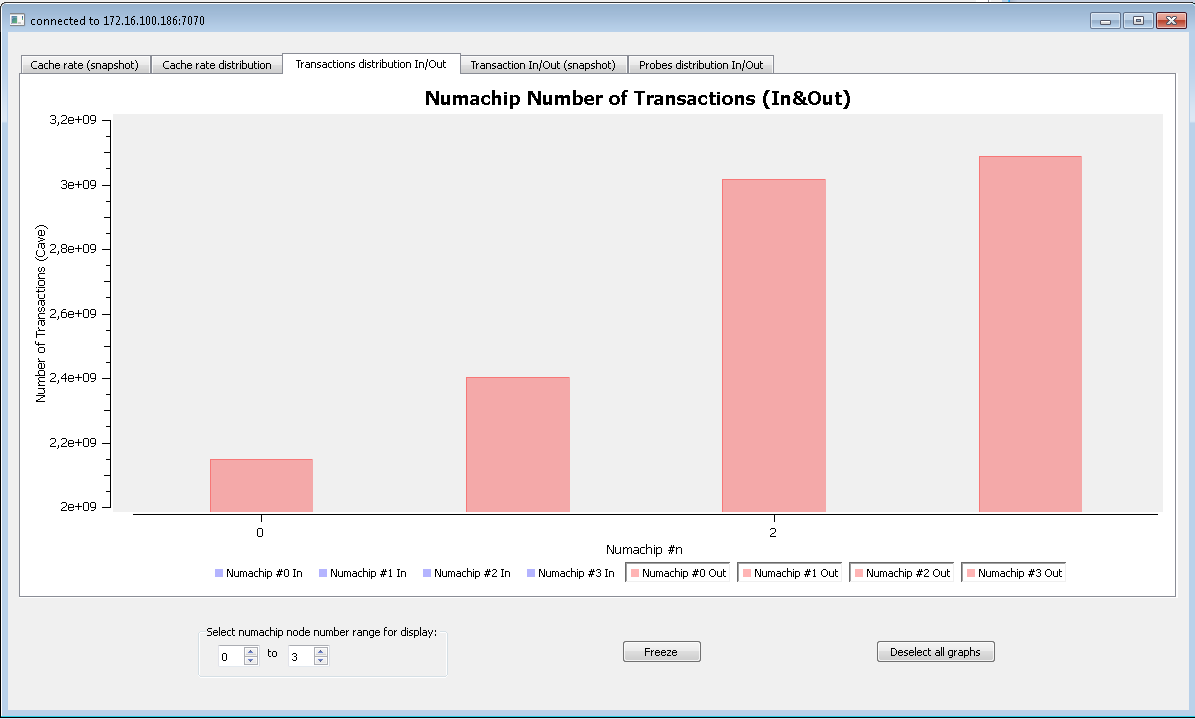 connected to 172.16.100.186:7070
Cache rate (snapshot) Cache rate distribution Transactions distribution In/Out Transaction In/Out (snapshot) Probes distribution In/Out
Numachip Number of Transactions (In&Out)
Number of Transactions (Cave)
3,2e+09
3e+09
2,8e+09
2,6e+09
2,4e+09
2,2e+09
2e+09
0 2
Numachip #n
Numachip #0 In Numachip #1 In Numachip #2 In Numachip #3 In Numachip #0 Out Numachip #1 Out Numachip #2 Out Numachip #3 Out
Select numachip node number range for display:
0 to 3 Freeze Deselect all graphs